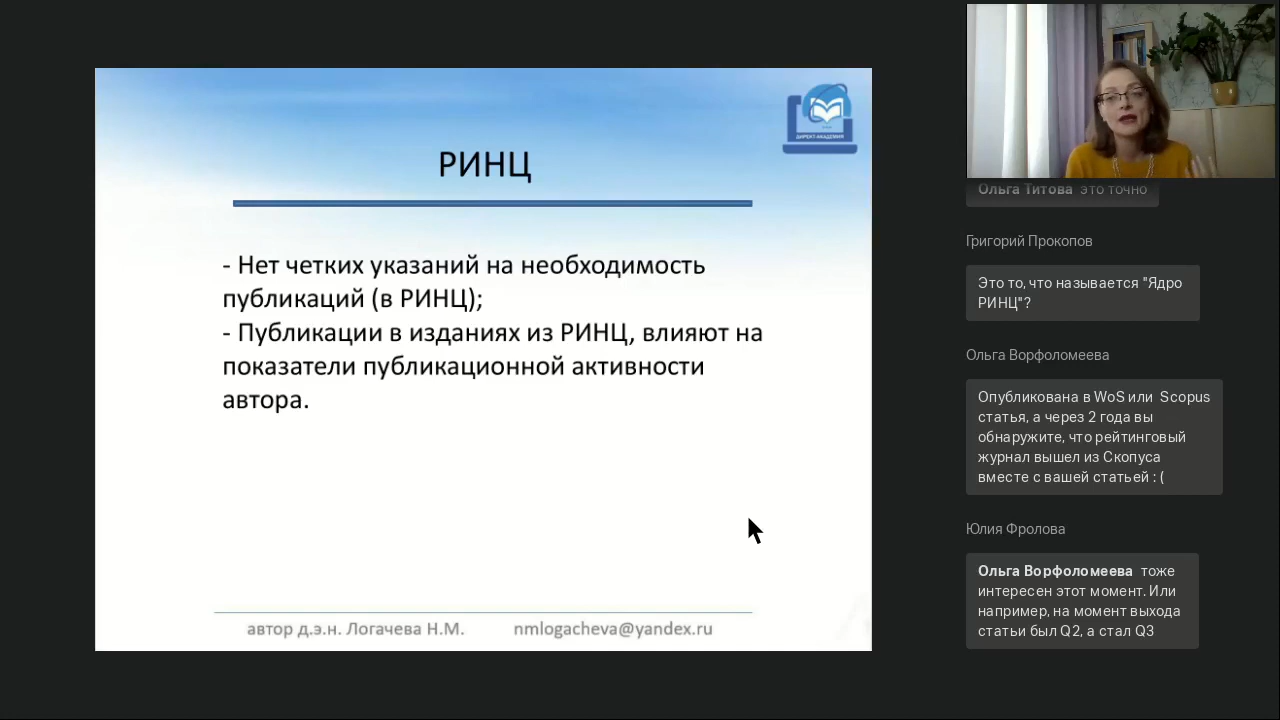 ДИРЕКТ-АКАДЕМИЯ
РИНЦ
- Нет четких указаний на необходимость
публикаций (в РИНЦ);
- Публикации в изданиях из РИНЦ, влияют на
показатели публикационной активности
автора.
автор д.э.н. Логачева Н.М. nmlogacheva@yandex.ru
Ольга Титова это точно
Григорий Прокопов
Это то, что называется "Ядро
РИНЦ"?
Ольга Ворфоломеева
Опубликована в WoS или Scopus
статья, а через 2 года вы
обнаружите, что рейтинговый
журнал вышел из Скопуса
вместе с вашей статьей : (
Юлия Фролова
Ольга Ворфоломеева тоже
интересен этот момент. Или
например, на момент выхода
статьи был Q2, а стал Q3